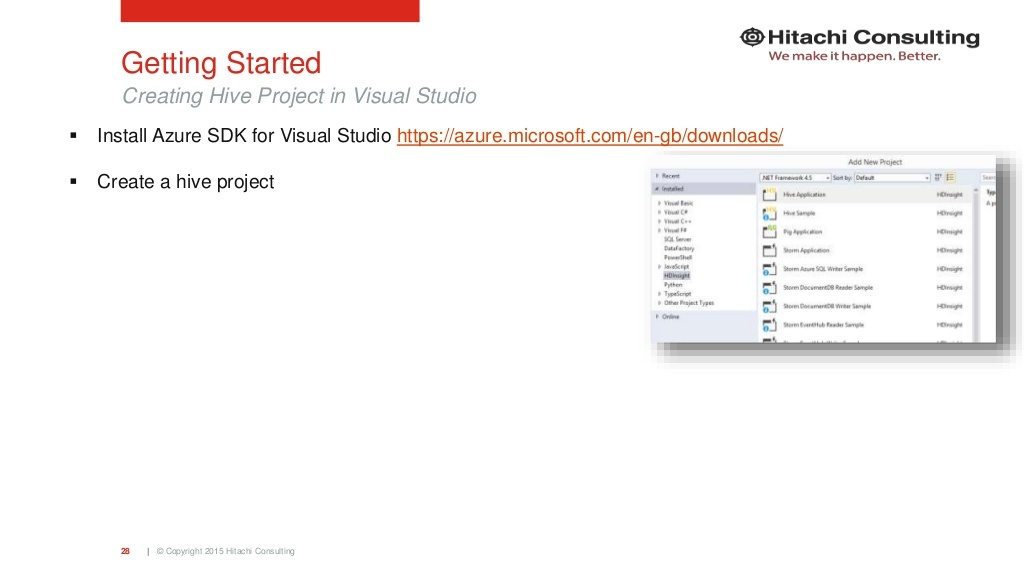 Hitachi Consulting
We make it happen. Better.
Getting Started
Creating Hive Project in Visual Studio
▪ Install Azure SDK for Visual Studio https://azure.microsoft.com/en-gb/downloads/
▪ Create a hive project
Add New Project
Recent
Installed
Visual Basic
Visual C#
Visual C++
Visual F#
SQL Server
DataFactory
PowerShell
JavaScript
HDInsight
Python
TypeScript
Other Project Types
Online
.NET Framework 4.5 Sort by: Default
Hive Application HDInsight
Hive Sample HDInsight
Pig Application HDInsight
Storm Application HDInsight
Storm Azure SQL Writer Sample HDInsight
Storm DocumentDB Reader Sample HDInsight
Storm DocumentDB Writer Sample HDInsight
Storm EventHub Reader Sample HDInsight
Sear
Typ
A p
28 | © Copyright 2015 Hitachi Consulting